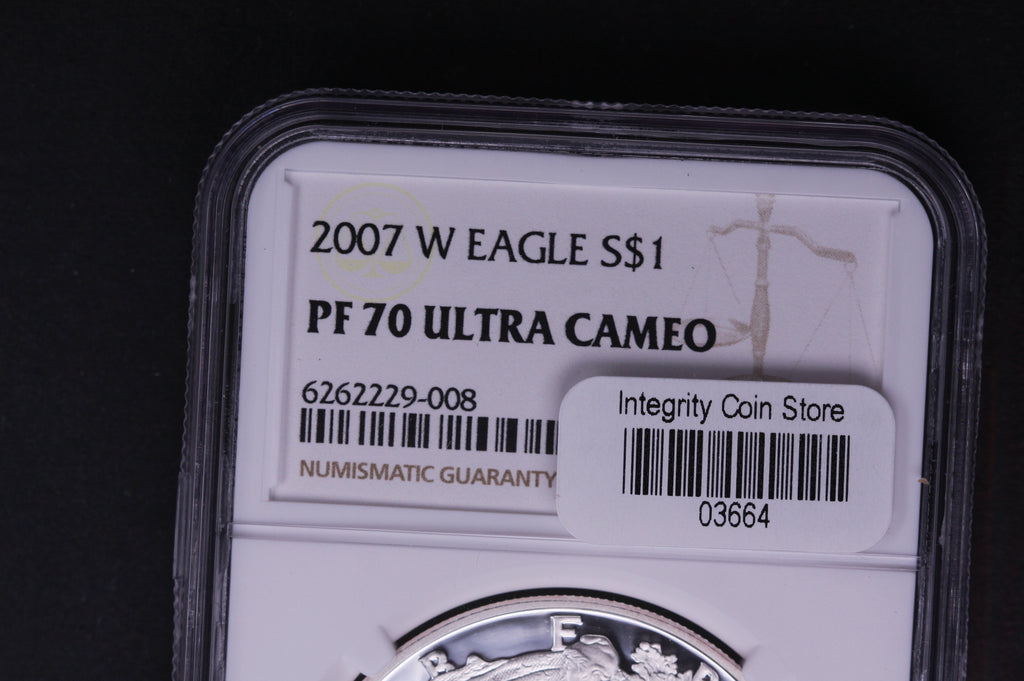 2007 W EAGLE S$1
PF 70 ULTRA CAMEO
6262229-008
NUMISMATIC GUARANTY
Integrity Coin Store
03664